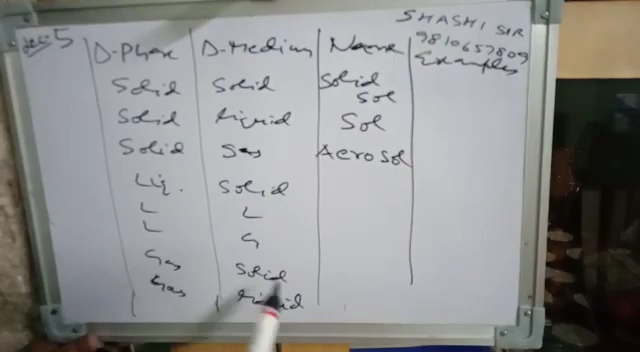 SHASHI SIR
9810657809
D-Phase D-Medium Name Examples
Solid Solid Solid Sol
Solid Liquid Sol
Solid Gas Aerosol
Liq. Solid
L L
L G
Gas Solid
Gas Liquid